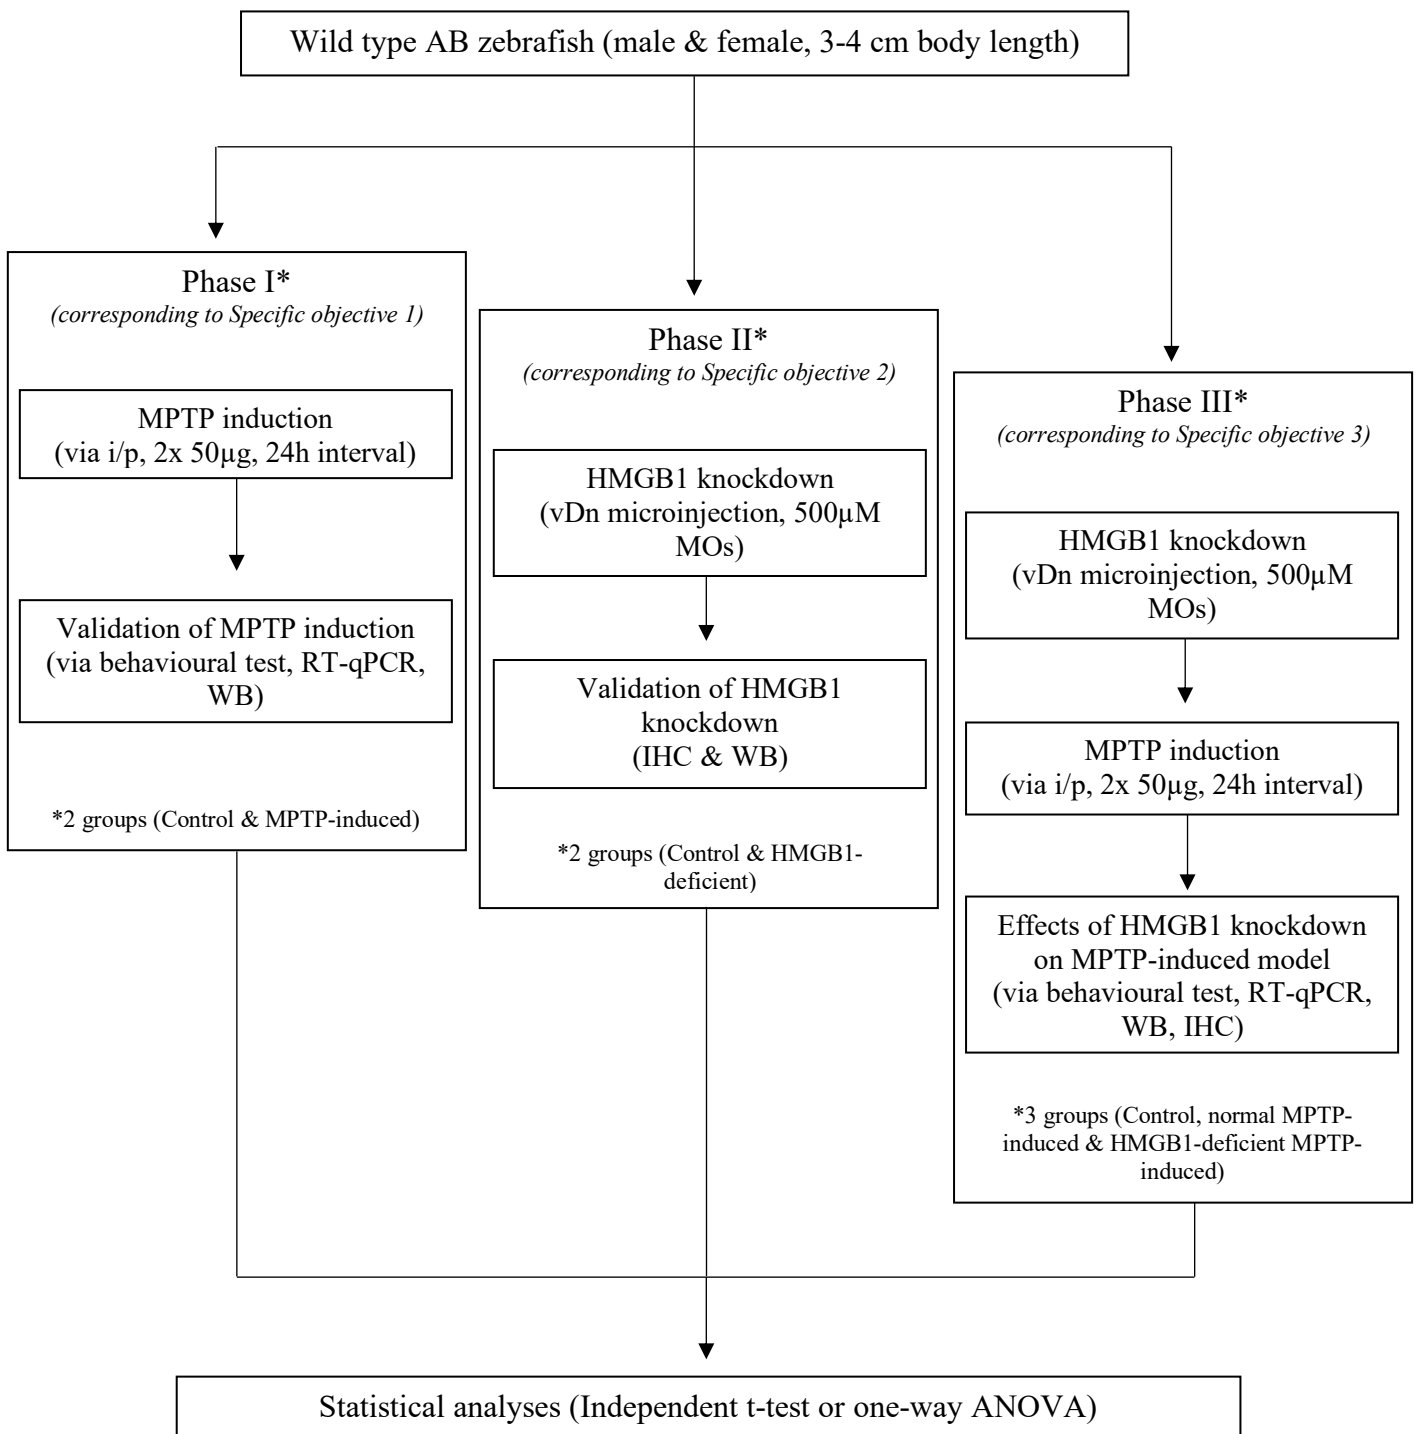 Wild type AB zebrafish (male & female, 3-4 cm body length)
Phase I*
(corresponding to Specific objective 1)
MPTP induction
(via i/p, 2x 50µg, 24h interval)
Validation of MPTP induction
(via behavioural test, RT-qPCR,
WB)
*2 groups (Control & MPTP-induced)
Phase II*
(corresponding to Specific objective 2)
HMGB1 knockdown
(vDn microinjection, 500µM
MOs)
Validation of HMGB1
knockdown
(IHC & WB)
*2 groups (Control & HMGB1-
deficient)
Phase III*
(corresponding to Specific objective 3)
HMGB1 knockdown
(vDn microinjection, 500µM
MOs)
MPTP induction
(via i/p, 2x 50µg, 24h interval)
Effects of HMGB1 knockdown
on MPTP-induced model
(via behavioural test, RT-qPCR,
WB, IHC)
*3 groups (Control, normal MPTP-
induced & HMGB1-deficient MPTP-
induced)
Statistical analyses (Independent t-test or one-way ANOVA)